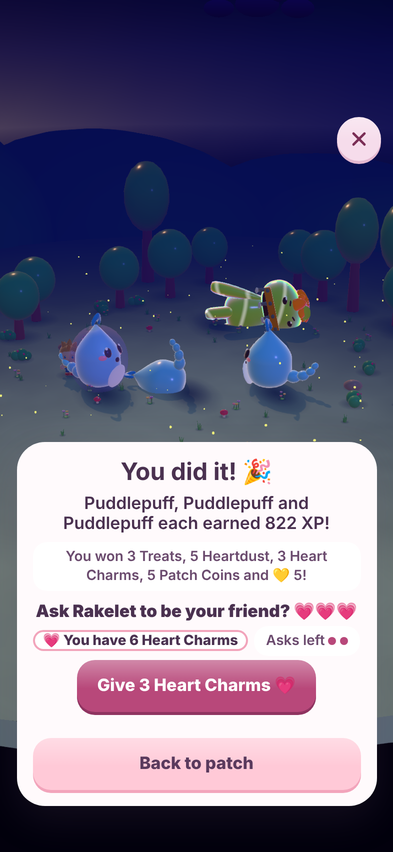 You did it! 🎉
Puddlepuff, Puddlepuff and
Puddlepuff each earned 822 XP!
You won 3 Treats, 5 Heartdust, 3 Heart
Charms, 5 Patch Coins and 💛 5!
Ask Rakelet to be your friend? 💗💗💗
💗 You have 6 Heart Charms Asks left
Give 3 Heart Charms 💗
Back to patch